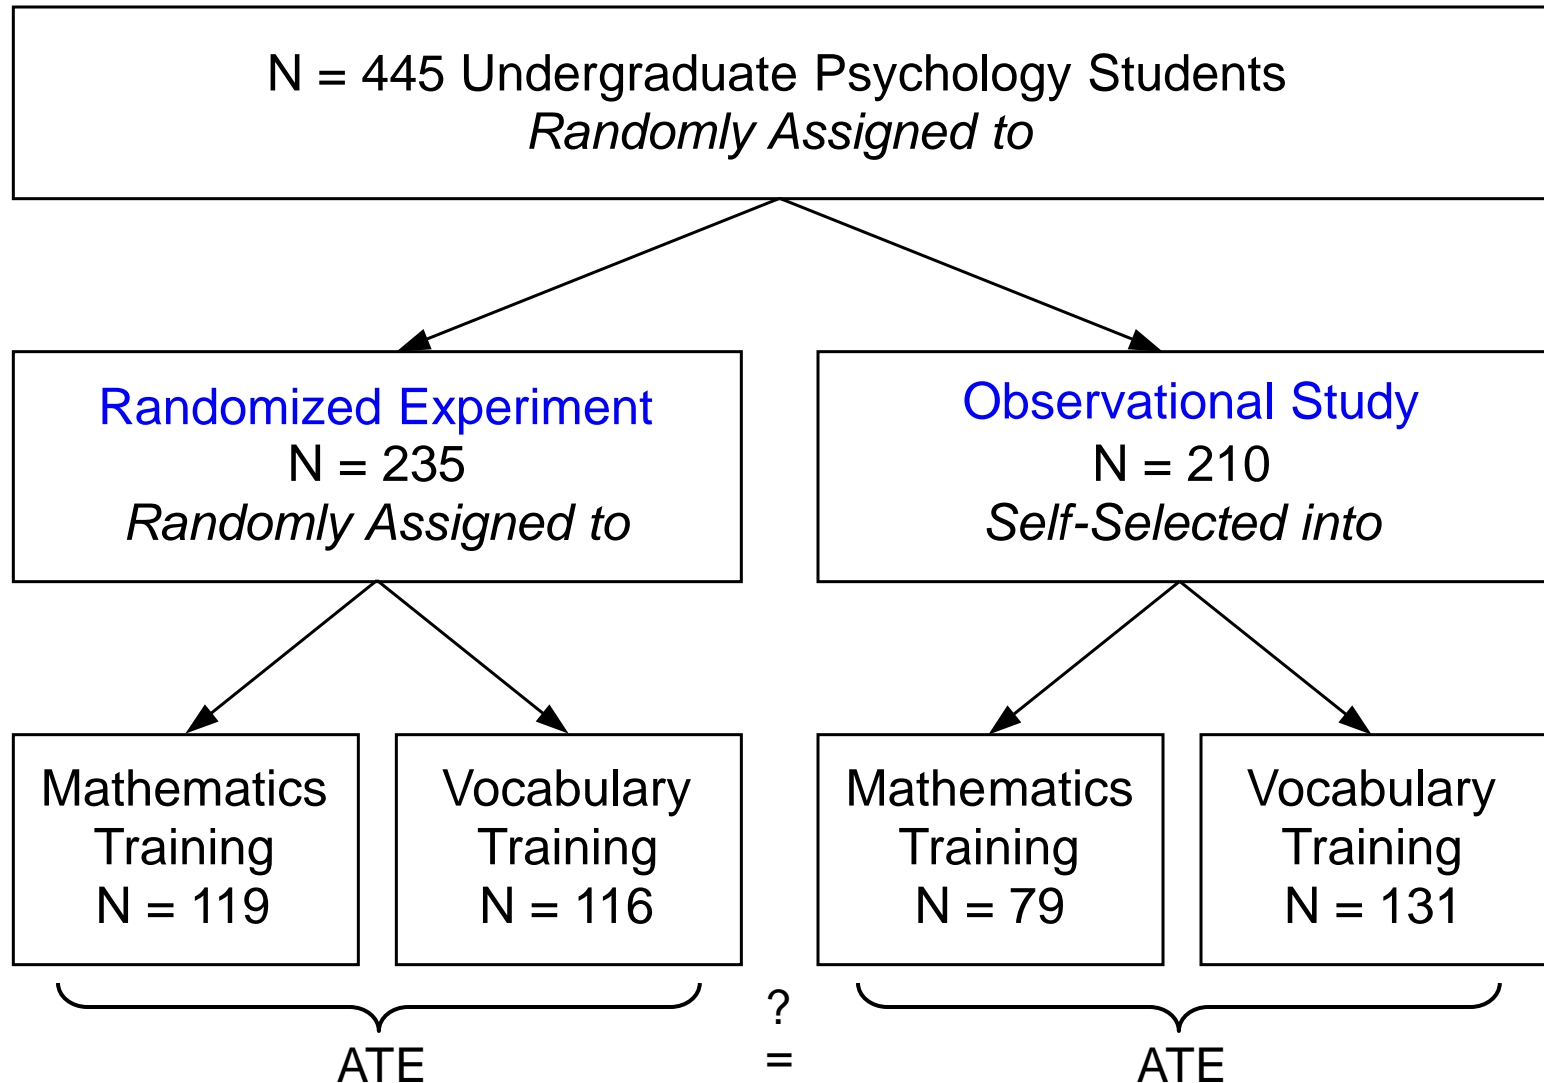 N = 445 Undergraduate Psychology Students
Randomly Assigned to
Randomized Experiment
N = 235
Randomly Assigned to
Observational Study
N = 210
Self-Selected into
Mathematics
Training
N = 119
Vocabulary
Training
N = 116
Mathematics
Training
N = 79
Vocabulary
Training
N = 131
ATE
?
=
ATE